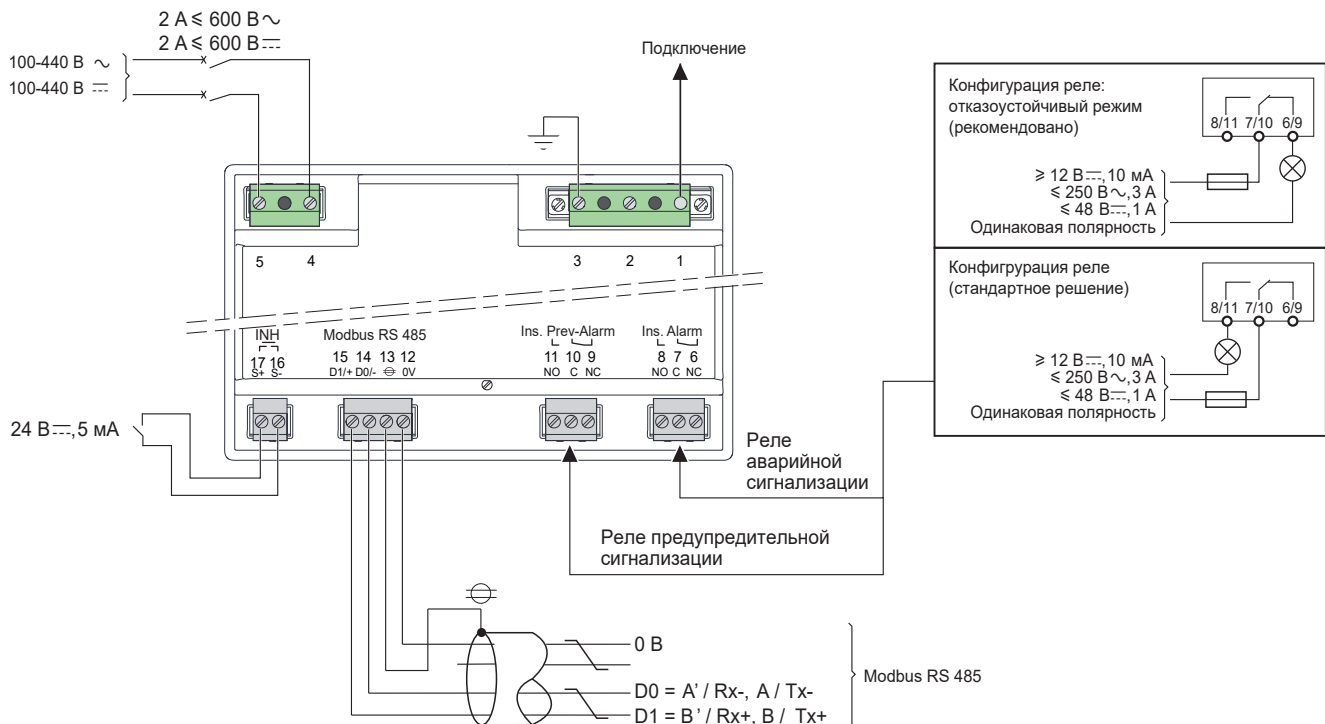 2 А ≤ 600 В ~
2 А ≤ 600 В ⎓
100-440 В ~
100-440 В ⎓
Подключение
5 4 3 2 1
INH
17 16
S+ S-
Modbus RS 485
15 14 13 12
D1/+ D0/- 0V
Ins. Prev-Alarm
11 10 9
NO C NC
Ins. Alarm
8 7 6
NO C NC
24 В ⎓, 5 мА
Реле
аварийной
сигнализации
Реле предупредительной
сигнализации
0 В
D0 = A' / Rx-, A / Tx-
D1 = B' / Rx+, B / Tx+
Modbus RS 485
Конфигурация реле:
отказоустойчивый режим
(рекомендовано)
8/11 7/10 6/9
≥ 12 В ⎓, 10 мА
≤ 250 В ~, 3 А
≤ 48 В ⎓, 1 А
Одинаковая полярность
Конфигрурация реле
(стандартное решение)
8/11 7/10 6/9
≥ 12 В ⎓, 10 мА
≤ 250 В ~, 3 А
≤ 48 В ⎓, 1 А
Одинаковая полярность